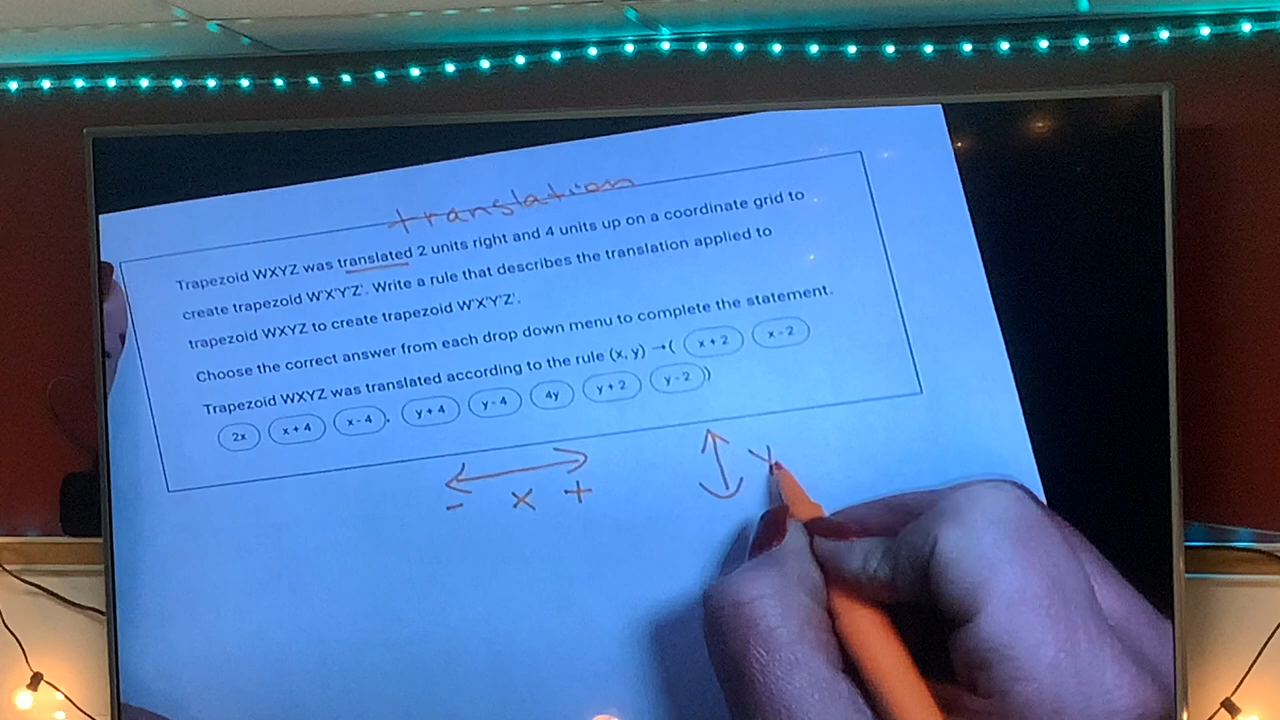 translation
Trapezoid WXYZ was translated 2 units right and 4 units up on a coordinate grid to
create trapezoid W'X'Y'Z'. Write a rule that describes the translation applied to
trapezoid WXYZ to create trapezoid W'X'Y'Z'.
Choose the correct answer from each drop down menu to complete the statement.
Trapezoid WXYZ was translated according to the rule (x, y) → ( x + 2 x - 2
2x x + 4 x - 4 , y + 4 y - 4 4y y + 2 y - 2 )
- x +
y